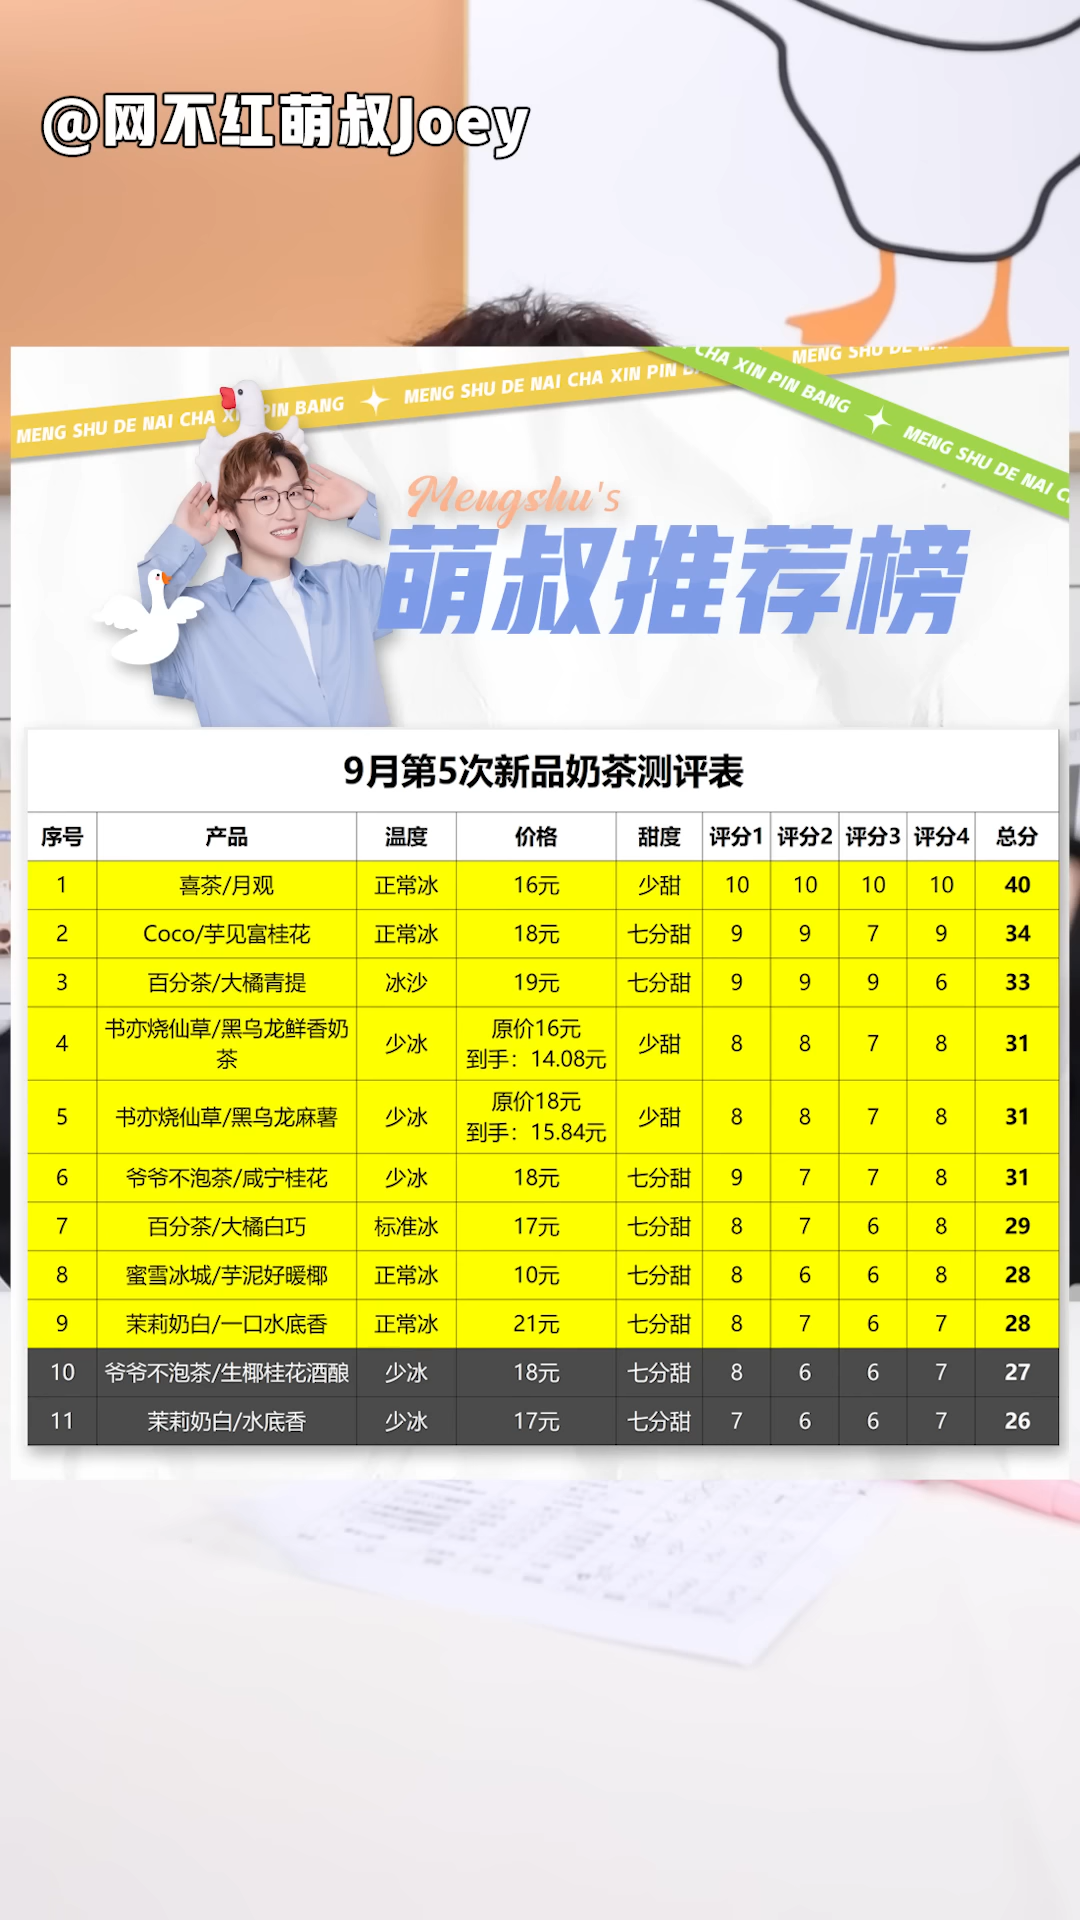 @网不红萌叔Joey
MENG SHU DE NAI CHA XIN PIN BANG
MENG SHU DE NAI CHA XIN PIN
MENG SHU DE
CHA XIN PIN BANG
MENG SHU DE NAI
Mengshu's
萌叔推荐榜
9月第5次新品奶茶测评表
序号 产品 温度 价格 甜度 评分1 评分2 评分3 评分4 总分
1 喜茶/月观 正常冰 16元 少甜 10 10 10 10 40
2 Coco/芋见富桂花 正常冰 18元 七分甜 9 9 7 9 34
3 百分茶/大橘青提 冰沙 19元 七分甜 9 9 9 6 33
4 书亦烧仙草/黑乌龙鲜香奶茶 少冰 原价16元 到手：14.08元 少甜 8 8 7 8 31
5 书亦烧仙草/黑乌龙麻薯 少冰 原价18元 到手：15.84元 少甜 8 8 7 8 31
6 爷爷不泡茶/咸宁桂花 少冰 18元 七分甜 9 7 7 8 31
7 百分茶/大橘白巧 标准冰 17元 七分甜 8 7 6 8 29
8 蜜雪冰城/芋泥好暖椰 正常冰 10元 七分甜 8 6 6 8 28
9 茉莉奶白/一口水底香 正常冰 21元 七分甜 8 7 6 7 28
10 爷爷不泡茶/生椰桂花酒酿 少冰 18元 七分甜 8 6 6 7 27
11 茉莉奶白/水底香 少冰 17元 七分甜 7 6 6 7 26